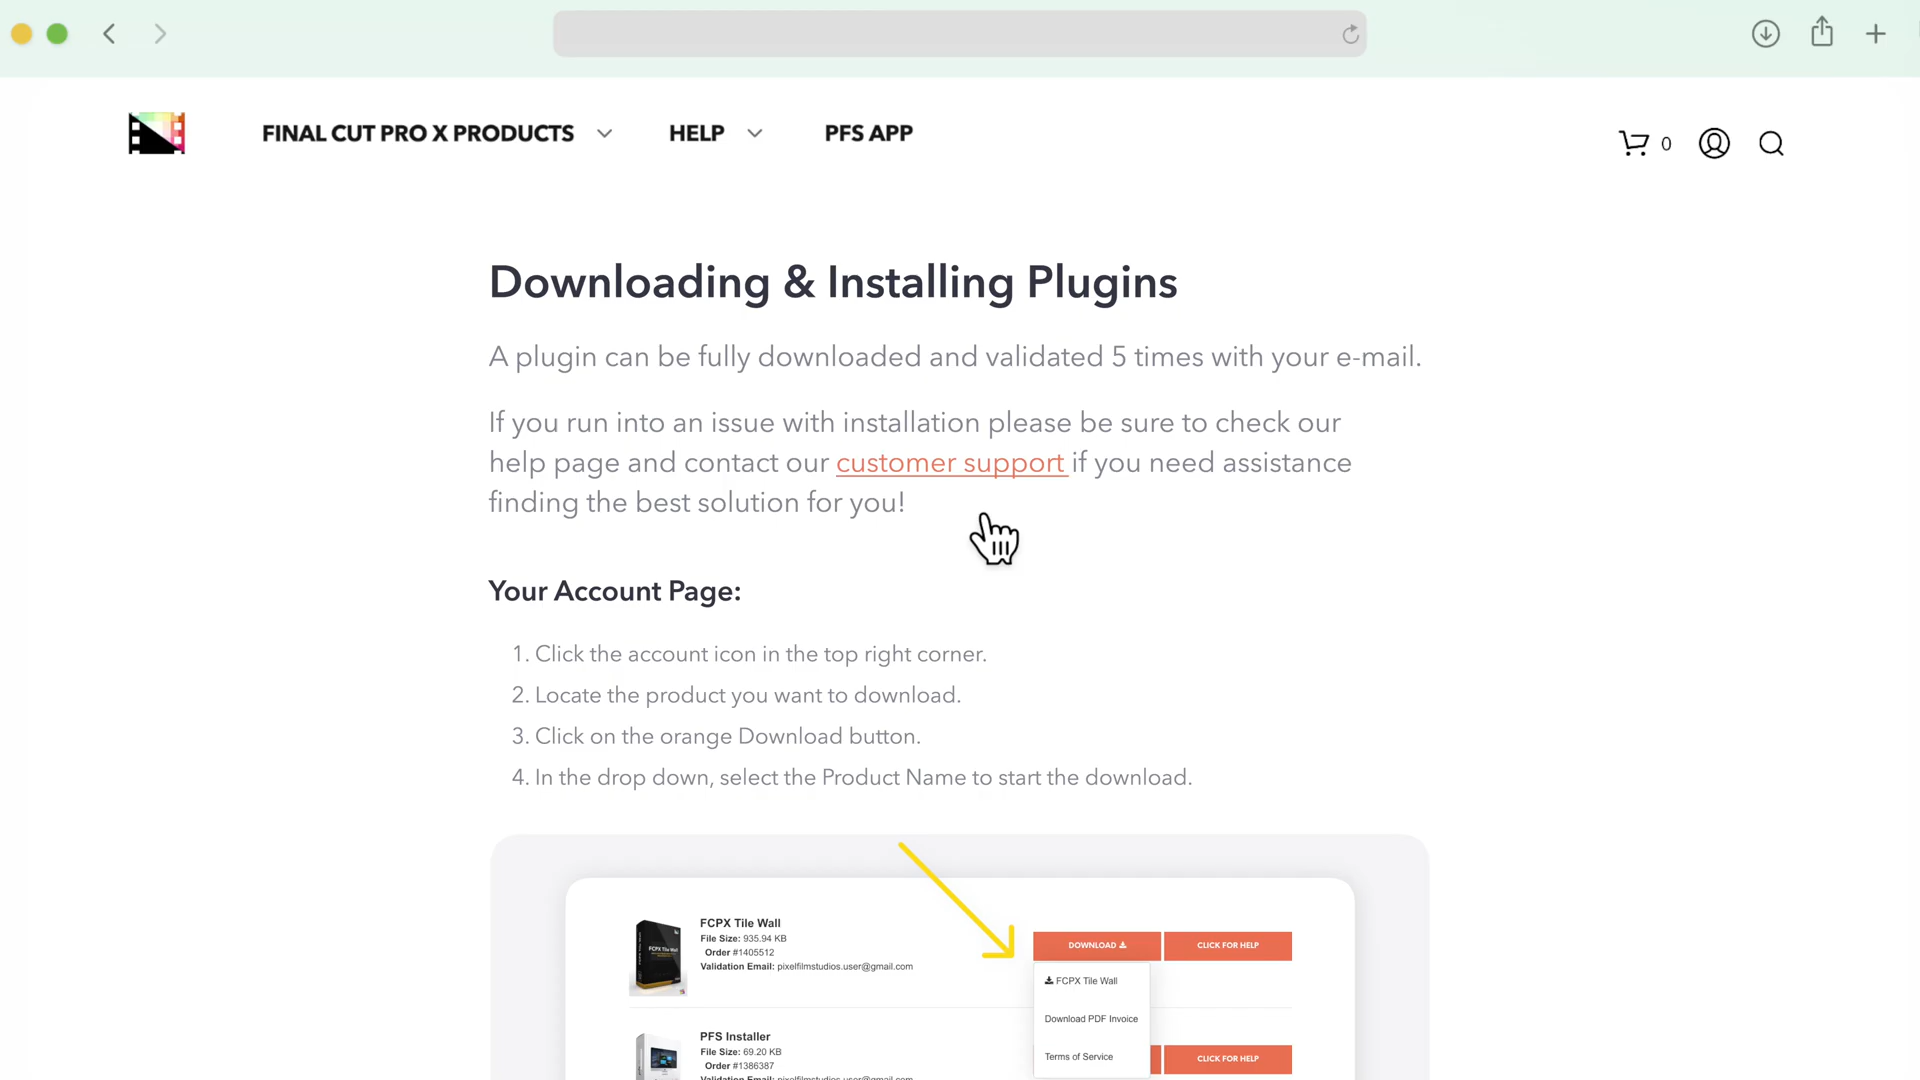 FINAL CUT PRO X PRODUCTS HELP PFS APP 0
Downloading & Installing Plugins
A plugin can be fully downloaded and validated 5 times with your e-mail.
If you run into an issue with installation please be sure to check our
help page and contact our customer support if you need assistance
finding the best solution for you!
Your Account Page:
1. Click the account icon in the top right corner.
2. Locate the product you want to download.
3. Click on the orange Download button.
4. In the drop down, select the Product Name to start the download.
FCPX Tile Wall
File Size: 935.94 KB
Order #1405512
Validation Email: pixelfilmstudios.user@gmail.com
DOWNLOAD CLICK FOR HELP
FCPX Tile Wall
Download PDF Invoice
Terms of Service
PFS Installer
File Size: 69.20 KB
Order #1386387
Validation Email: pixelfilmstudios.user@gmail.com
CLICK FOR HELP